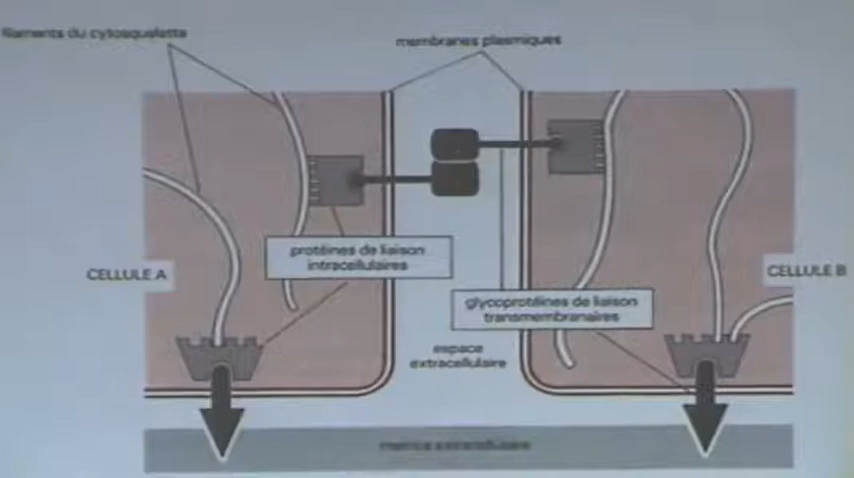 filaments du cytosquelette
membranes plasmiques
protéines de liaison
intracellulaires
CELLULE A
CELLULE B
glycoprotéines de liaison
transmembranaires
espace
extracellulaire
matrice extracellulaire